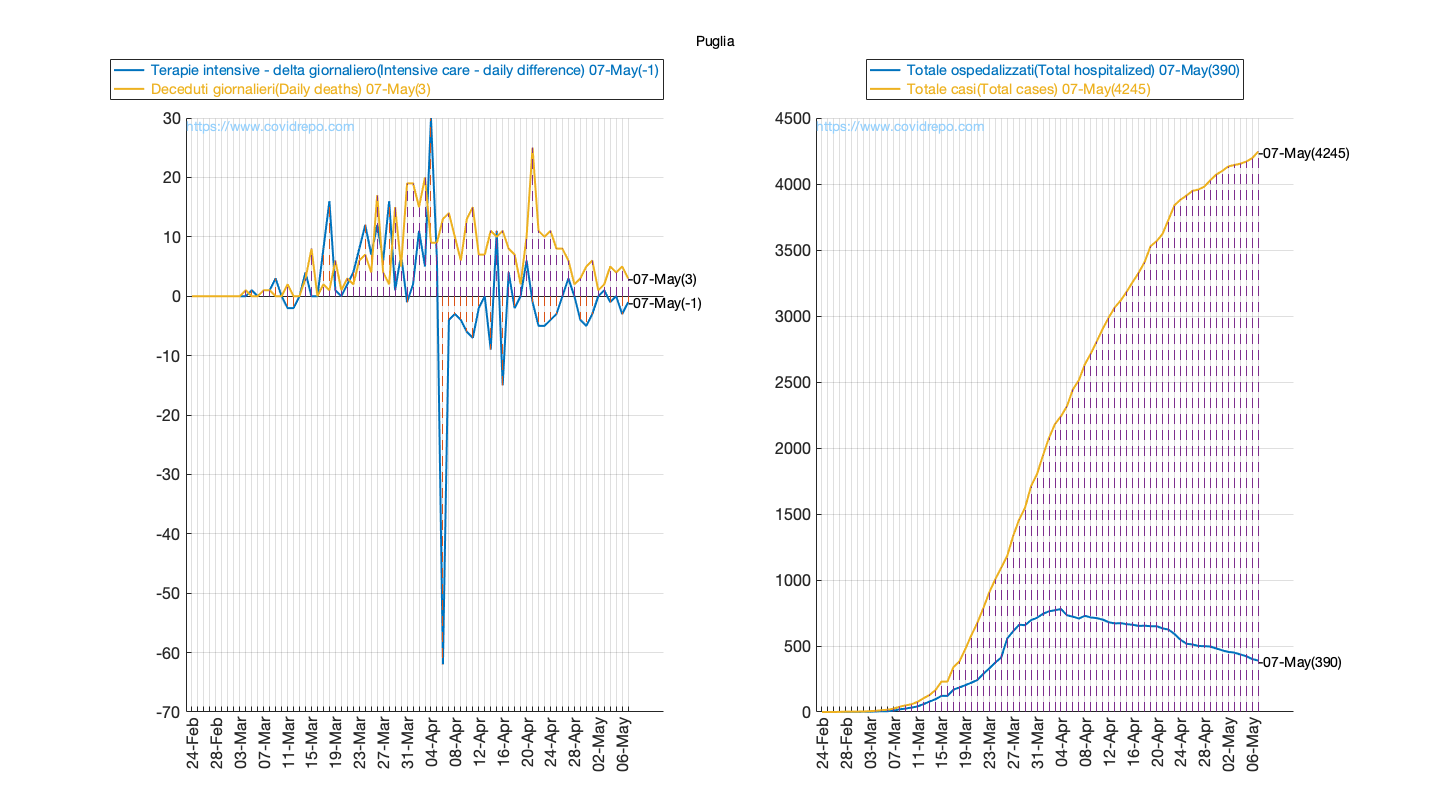 Puglia
Terapie intensive - delta giornaliero(Intensive care - daily difference) 07-May(-1)
Deceduti giornalieri(Daily deaths) 07-May(3)
https://www.covidrepo.com
30
20
10
0
-10
-20
-30
-40
-50
-60
-70
07-May(3)
07-May(-1)
24-Feb
28-Feb
03-Mar
07-Mar
11-Mar
15-Mar
19-Mar
23-Mar
27-Mar
31-Mar
04-Apr
08-Apr
12-Apr
16-Apr
20-Apr
24-Apr
28-Apr
02-May
06-May
Totale ospedalizzati(Total hospitalized) 07-May(390)
Totale casi(Total cases) 07-May(4245)
https://www.covidrepo.com
4500
4000
3500
3000
2500
2000
1500
1000
500
0
07-May(4245)
07-May(390)
24-Feb
28-Feb
03-Mar
07-Mar
11-Mar
15-Mar
19-Mar
23-Mar
27-Mar
31-Mar
04-Apr
08-Apr
12-Apr
16-Apr
20-Apr
24-Apr
28-Apr
02-May
06-May